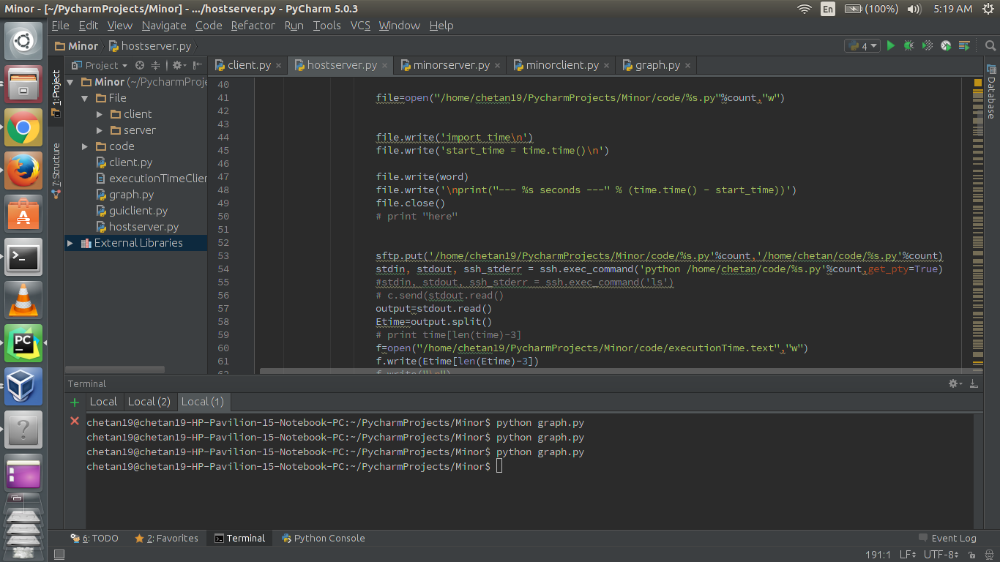 Minor - [~/PycharmProjects/Minor] - .../hostserver.py - PyCharm 5.0.3
En (100%) 5:19 AM
File Edit View Navigate Code Refactor Run Tools VCS Window Help
Minor hostserver.py 4
Project client.py hostserver.py minorserver.py minorclient.py graph.py
1: Project
7: Structure
Database
Minor (~/PycharmProje
File
client
server
code
client.py
executionTimeClien
graph.py
guiclient.py
hostserver.py
External Libraries
40
41 file=open("/home/chetan19/PycharmProjects/Minor/code/%s.py"%count,"w")
42
43
44 file.write('import time\n')
45 file.write('start_time = time.time()\n')
46
47 file.write(word)
48 file.write('\nprint("--- %s seconds ---" % (time.time() - start_time))')
49 file.close()
50 # print "here"
51
52
53 sftp.put('/home/chetan19/PycharmProjects/Minor/code/%s.py'%count,'/home/chetan/code/%s.py'%count)
54 stdin, stdout, ssh_stderr = ssh.exec_command('python /home/chetan/code/%s.py'%count,get_pty=True)
55 #stdin, stdout, ssh_stderr = ssh.exec_command('ls')
56 # c.send(stdout.read()
57 output=stdout.read()
58 Etime=output.split()
59 # print time[len(time)-3]
60 f=open("/home/chetan19/PycharmProjects/Minor/code/executionTime.text","w")
61 f.write(Etime[len(Etime)-3])
62 f.write("\n")
Terminal
Local Local (2) Local (1)
chetan19@chetan19-HP-Pavilion-15-Notebook-PC:~/PycharmProjects/Minor$ python graph.py
chetan19@chetan19-HP-Pavilion-15-Notebook-PC:~/PycharmProjects/Minor$ python graph.py
chetan19@chetan19-HP-Pavilion-15-Notebook-PC:~/PycharmProjects/Minor$ python graph.py
chetan19@chetan19-HP-Pavilion-15-Notebook-PC:~/PycharmProjects/Minor$
6: TODO 2: Favorites Terminal Python Console Event Log
191:1 LF UTF-8